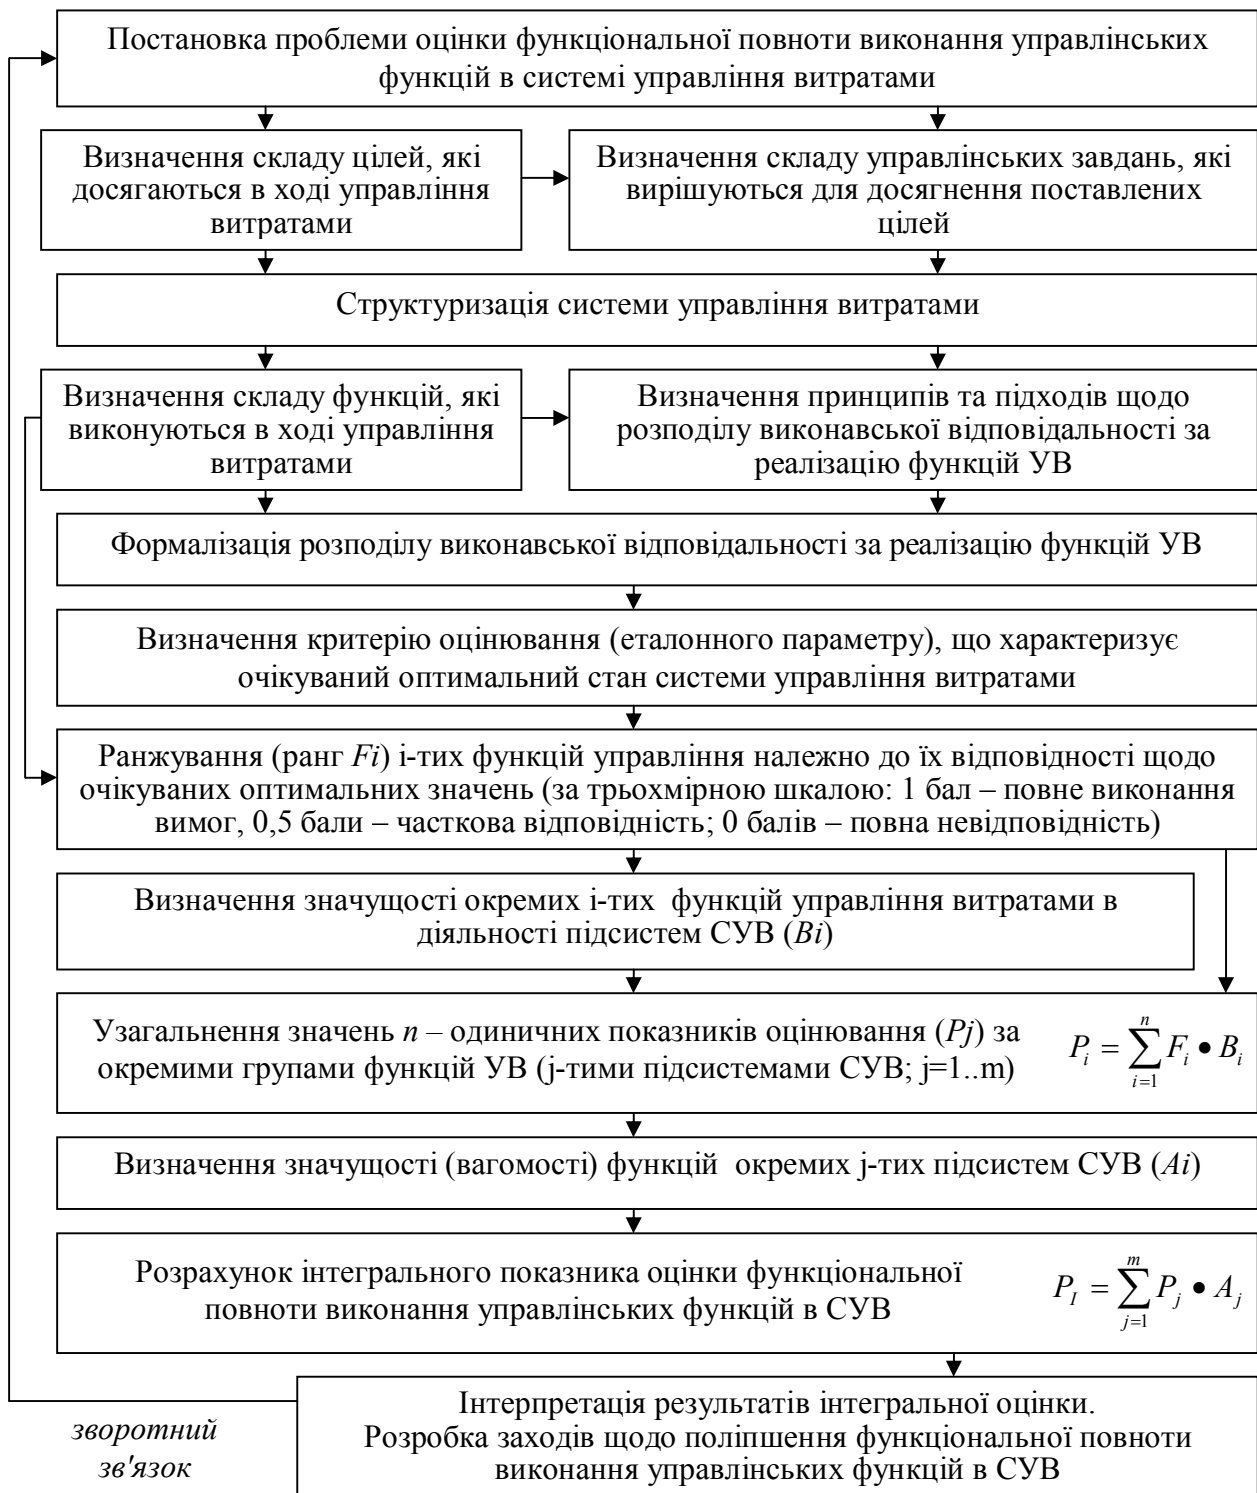 Постановка проблеми оцінки функціональної повноти виконання управлінських
функцій в системі управління витратами
Визначення складу цілей, які
досягаються в ході управління
витратами
Визначення складу управлінських завдань, які
вирішуються для досягнення поставлених
цілей
Структуризація системи управління витратами
Визначення складу функцій, які
виконуються в ході управління
витратами
Визначення принципів та підходів щодо
розподілу виконавської відповідальності за
реалізацію функцій УВ
Формалізація розподілу виконавської відповідальності за реалізацію функцій УВ
Визначення критерію оцінювання (еталонного параметру), що характеризує
очікуваний оптимальний стан системи управління витратами
Ранжування (ранг Fi) і-тих функцій управління належно до їх відповідності щодо
очікуваних оптимальних значень (за трьохмірною шкалою: 1 бал – повне виконання
вимог, 0,5 бали – часткова відповідність; 0 балів – повна невідповідність)
Визначення значущості окремих і-тих функцій управління витратами в
діяльності підсистем СУВ (Bi)
Узагальнення значень n – одиничних показників оцінювання (Pj) за
окремими групами функцій УВ (j-тими підсистемами СУВ; j=1..m)
P_i = \sum_{i=1}^{n} F_i • B_i
Визначення значущості (вагомості) функцій окремих j-тих підсистем СУВ (Ai)
Розрахунок інтегрального показника оцінки функціональної
повноти виконання управлінських функцій в СУВ
P_I = \sum_{j=1}^{m} P_j • A_j
Інтерпретація результатів інтегральної оцінки.
Розробка заходів щодо поліпшення функціональної повноти
виконання управлінських функцій в СУВ
зворотний
зв'язок